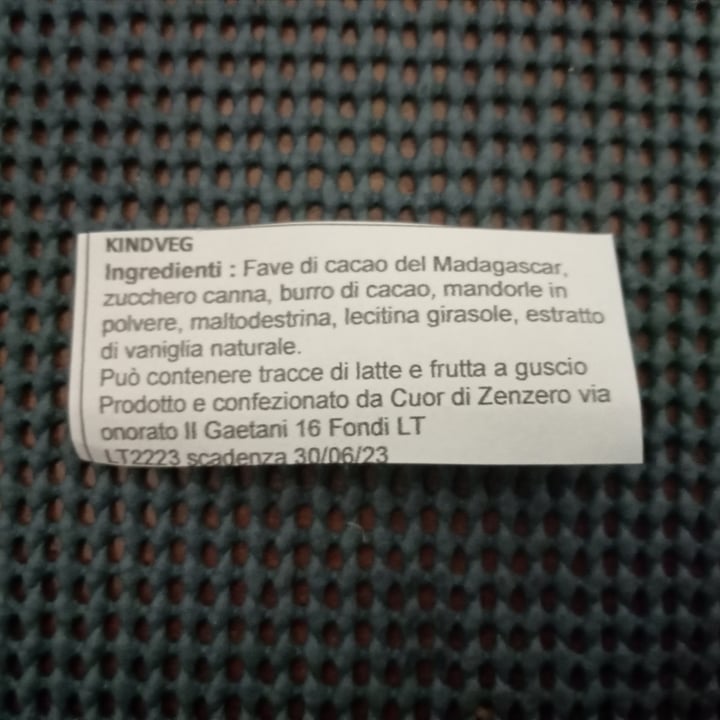 KINDVEG
Ingredienti : Fave di cacao del Madagascar,
zucchero canna, burro di cacao, mandorle in
polvere, maltodestrina, lecitina girasole, estratto
di vaniglia naturale.
Può contenere tracce di latte e frutta a guscio
Prodotto e confezionato da Cuor di Zenzero via
onorato II Gaetani 16 Fondi LT
LT2223 scadenza 30/06/23